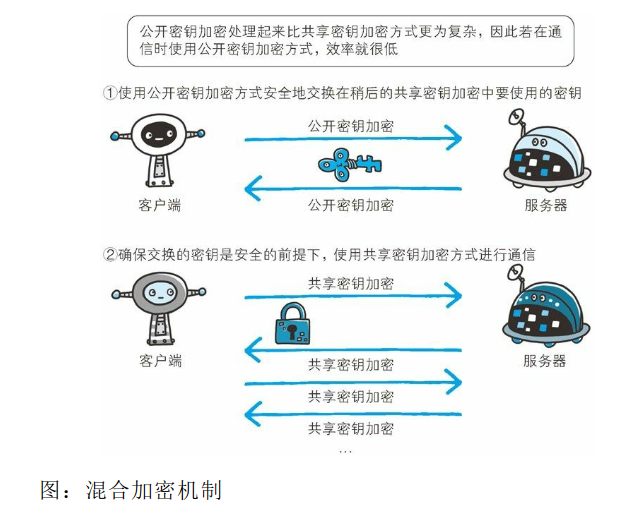 公开密钥加密处理起来比共享密钥加密方式更为复杂，因此若在通
信时使用公开密钥加密方式，效率就很低
①使用公开密钥加密方式安全地交换在稍后的共享密钥加密中要使用的密钥
公开密钥加密
公开密钥加密
客户端
服务器
②确保交换的密钥是安全的前提下，使用共享密钥加密方式进行通信
共享密钥加密
客户端
服务器
共享密钥加密
共享密钥加密
共享密钥加密
…
图：混合加密机制